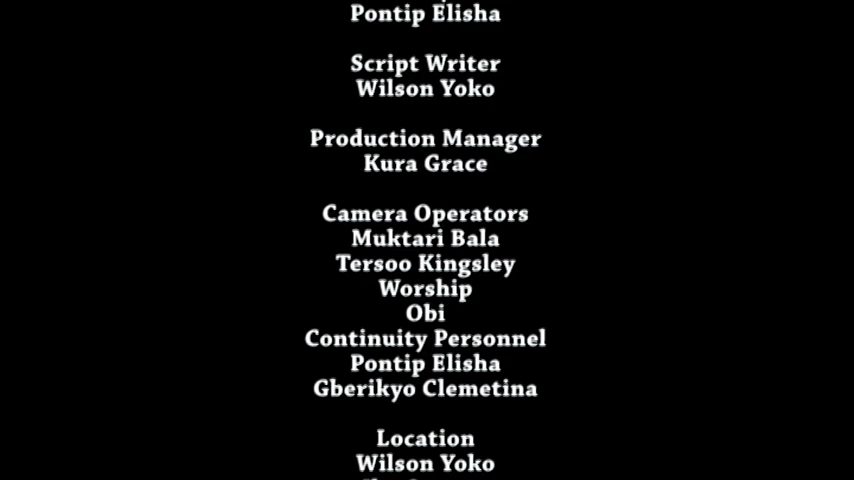 Pontip Elisha
Script Writer
Wilson Yoko
Production Manager
Kura Grace
Camera Operators
Muktari Bala
Tersoo Kingsley
Worship
Obi
Continuity Personnel
Pontip Elisha
Gberikyo Clemetina
Location
Wilson Yoko